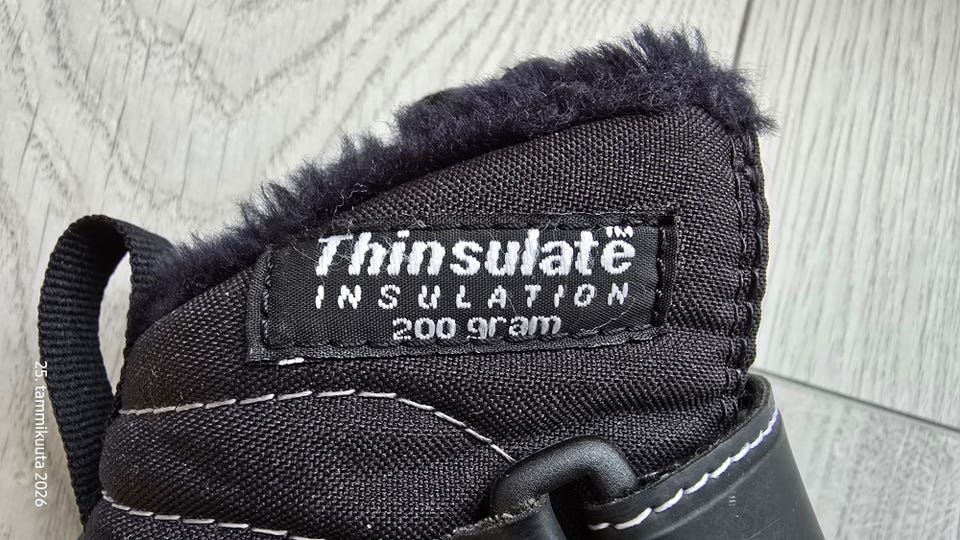 Thinsulate™
INSULATION
200 gram
25. tammikuuta 2026